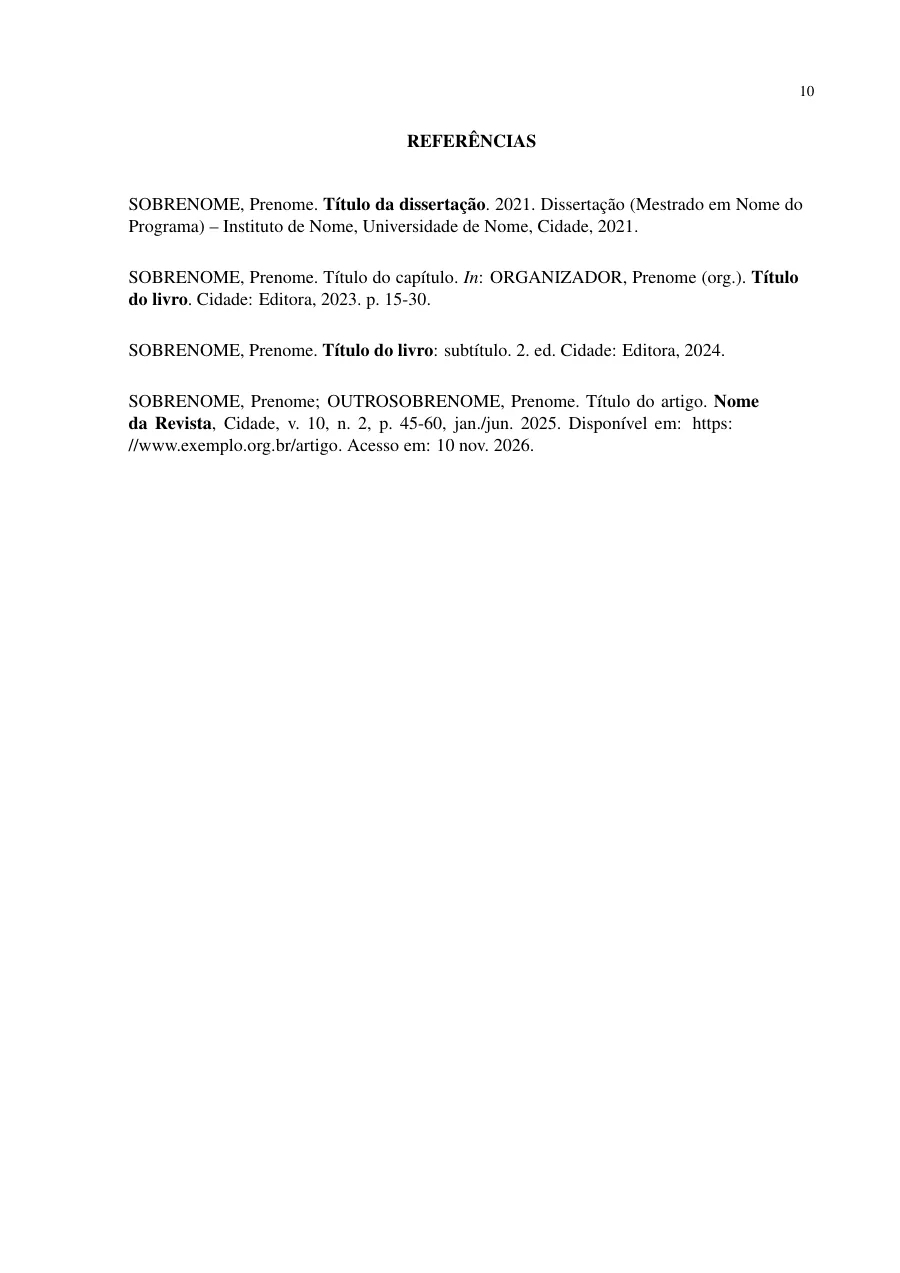 10
REFERÊNCIAS
SOBRENOME, Prenome. Título da dissertação. 2021. Dissertação (Mestrado em Nome do
Programa) – Instituto de Nome, Universidade de Nome, Cidade, 2021.
SOBRENOME, Prenome. Título do capítulo. In: ORGANIZADOR, Prenome (org.). Título
do livro. Cidade: Editora, 2023. p. 15-30.
SOBRENOME, Prenome. Título do livro: subtítulo. 2. ed. Cidade: Editora, 2024.
SOBRENOME, Prenome; OUTROSOBRENOME, Prenome. Título do artigo. Nome
da Revista, Cidade, v. 10, n. 2, p. 45-60, jan./jun. 2025. Disponível em: https:
//www.exemplo.org.br/artigo. Acesso em: 10 nov. 2026.